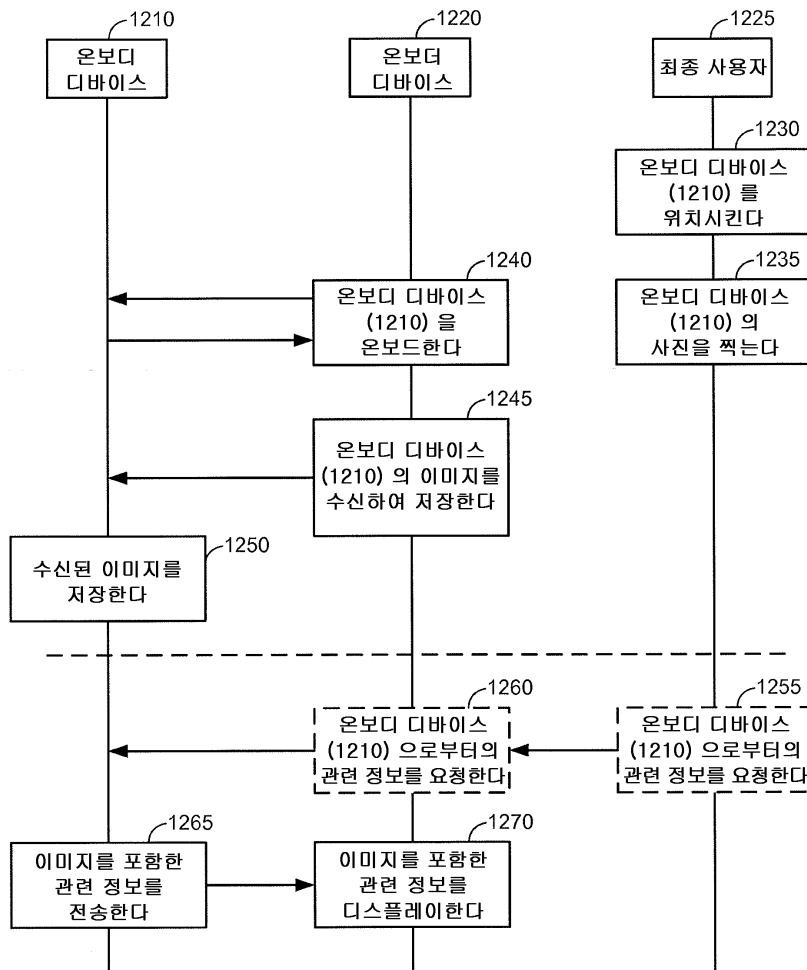 1210
온보디
디바이스
1220
온보더
디바이스
1225
최종 사용자
1230
온보디 디바이스
(1210) 를
위치시킨다
1240
온보디 디바이스
(1210) 을
온보드한다
1235
온보디 디바이스
(1210) 의
사진을 찍는다
1245
온보디 디바이스
(1210) 의 이미지를
수신하여 저장한다
1250
수신된 이미지를
저장한다
1260
온보디 디바이스
(1210) 으로부터의
관련 정보를 요청한다
1255
온보디 디바이스
(1210) 으로부터의
관련 정보를 요청한다
1265
이미지를 포함한
관련 정보를
전송한다
1270
이미지를 포함한
관련 정보를
디스플레이한다